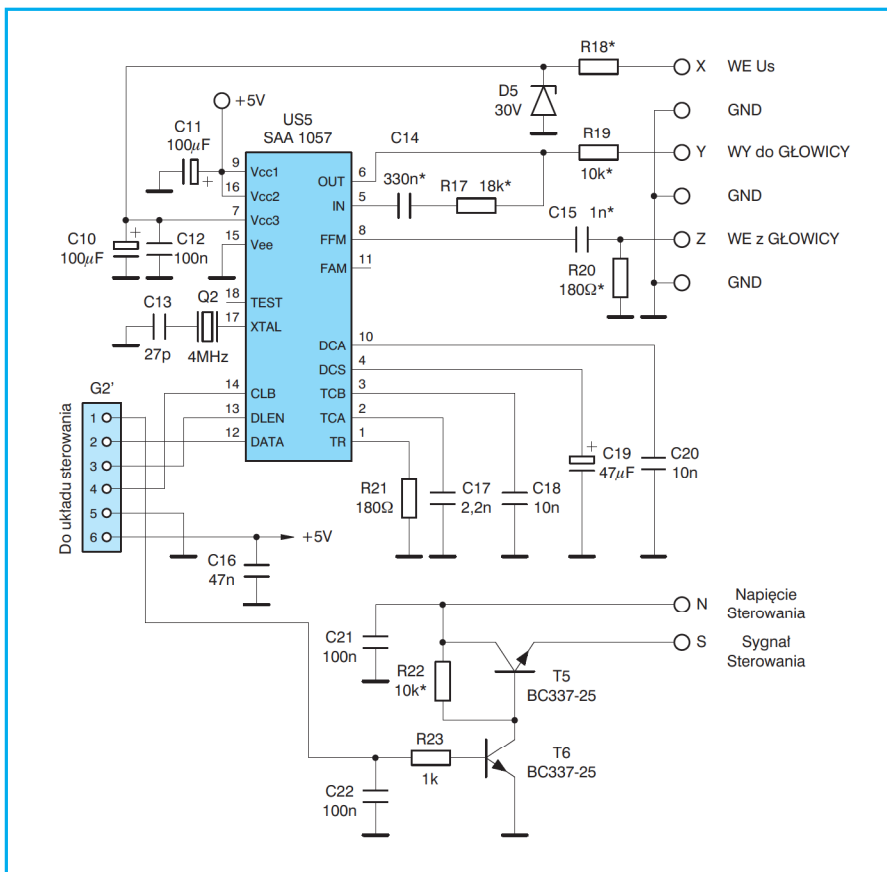 R18*
X WE Us
D5
30V
GND
+5V
US5
SAA 1057
C11
100µF
+
C14
R19
Y WY do GŁOWICY
10k*
9 Vcc1
OUT 6
330n*
R17 18k*
16 Vcc2
IN 5
GND
7 Vcc3
C15 1n*
+
C10
100µF
C12
100n
15 Vee
FFM 8
Z WE z GŁOWICY
FAM 11
R20
180Ω*
GND
18 TEST
C13
27p
Q2
4MHz
17 XTAL
DCA 10
DCS 4
G2’
14 CLB
TCB 3
13 DLEN
TCA 2
12 DATA
TR 1
Do układu sterowania
1
2
3
4
5
6
+
R21
180Ω
C17
2,2n
C18
10n
C19
47µF
C20
10n
+5V
C16
47n
N Napięcie
Sterowania
S Sygnał
Sterowania
C21
100n
R22
10k*
T5
BC337-25
R23
1k
T6
BC337-25
C22
100n